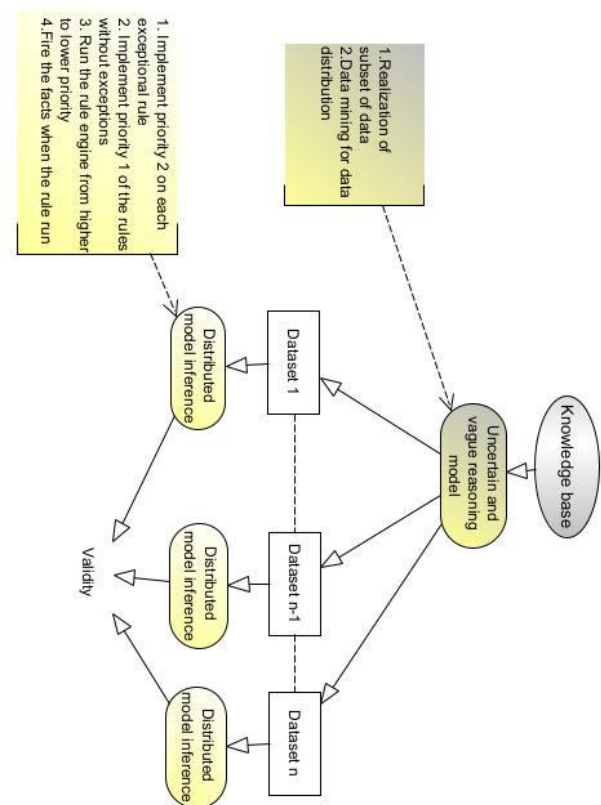 Knowledge base
Uncertain and
vague reasoning
model
1.Realization of
subset of data
2.Data mining for data
distribution
Dataset 1
Dataset n-1
Dataset n
Distributed
model inference
Distributed
model inference
Distributed
model inference
1. Implement priority 2 on each
exceptional rule
2. Implement priority 1 of the rules
without exceptions
3. Run the rule engine from higher
to lower priority
4.Fire the facts when the rule run
Validity